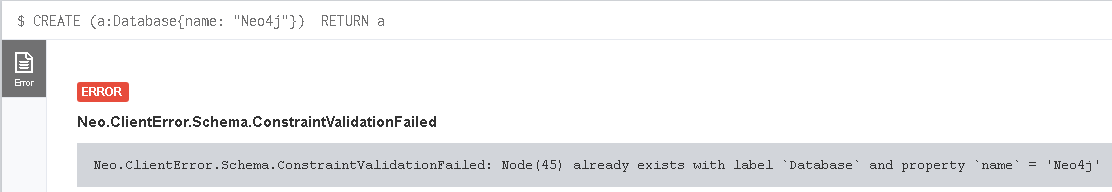 $ CREATE (a:Database{name: "Neo4j"})  RETURN a
Error
ERROR
Neo.ClientError.Schema.ConstraintValidationFailed
Neo.ClientError.Schema.ConstraintValidationFailed: Node(45) already exists with label `Database` and property `name` = 'Neo4j'